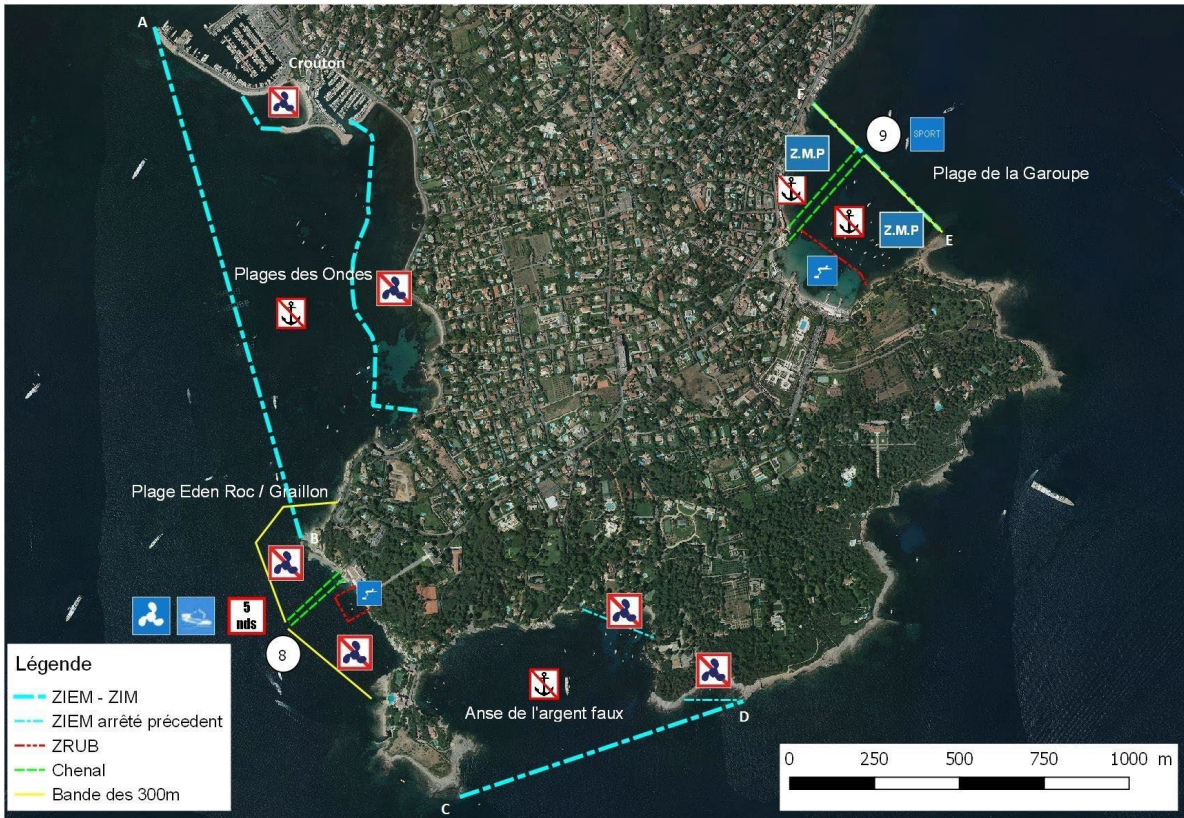 A
Crouton
F
9
SPORT
Z.M.P
Plage de la Garoupe
Z.M.P
E
Plages des Ondes
Plage Eden Roc / Graillon
B
5
nds
8
Légende
ZIEM - ZIM
ZIEM arrêté précedent
ZRUB
Chenal
Bande des 300m
Anse de l'argent faux
D
C
0 250 500 750 1000 m